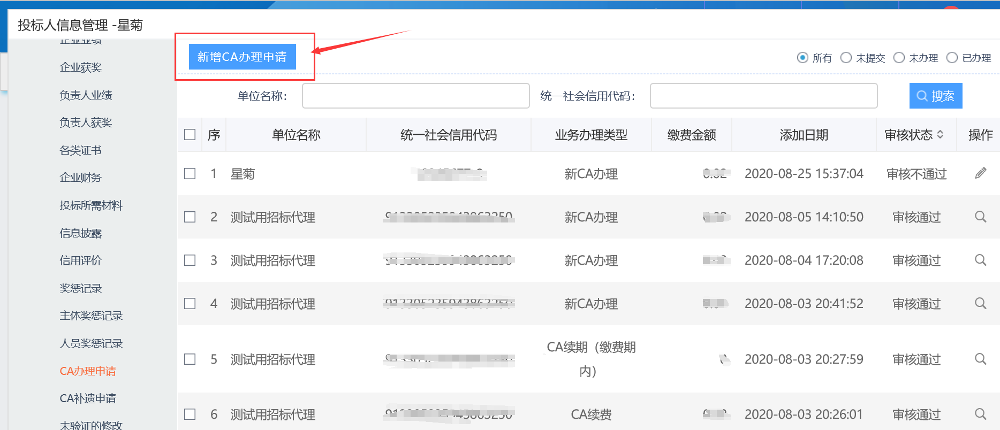 投标人信息管理 -星菊
企业业绩
企业获奖
负责人业绩
负责人获奖
各类证书
企业财务
投标所需材料
信息披露
信用评价
奖惩记录
主体奖惩记录
人员奖惩记录
CA办理申请
CA补遗申请
未验证的修改
新增CA办理申请
所有 未提交 未办理 已办理
单位名称： 统一社会信用代码： 搜索
序 单位名称 统一社会信用代码 业务办理类型 缴费金额 添加日期 审核状态 操作
1 星菊 新CA办理 2020-08-25 15:37:04 审核不通过
2 测试用招标代理 新CA办理 2020-08-05 14:10:50 审核通过
3 测试用招标代理 新CA办理 2020-08-04 17:20:08 审核通过
4 测试用招标代理 新CA办理 2020-08-03 20:41:52 审核通过
5 测试用招标代理 CA续期（缴费期内） 2020-08-03 20:27:59 审核通过
6 测试用招标代理 CA续费 2020-08-03 20:26:01 审核通过